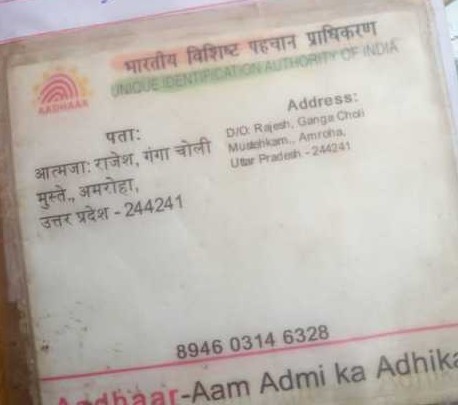 भारतीय विशिष्ट पहचान प्राधिकरण
UNIQUE IDENTIFICATION AUTHORITY OF INDIA
AADHAAR
पता:
आत्मजा: राजेश, गंगा चोली
मुस्ते., अमरोहा,
उत्तर प्रदेश - 244241
Address:
D/O: Rajesh, Ganga Choli
Mustehkam., Amroha,
Uttar Pradesh - 244241
8946 0314 6328
Aadhaar-Aam Admi ka Adhika